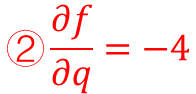 ② ∂f/∂q = −4